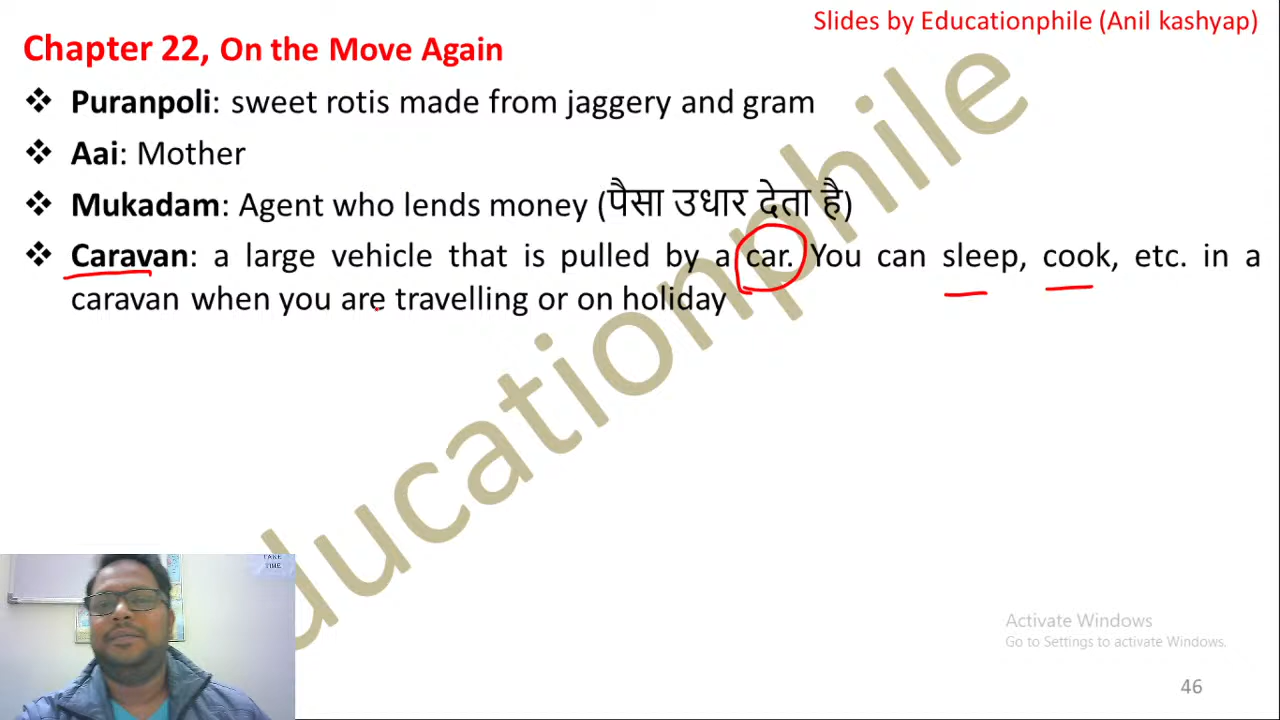 Slides by Educationphile (Anil kashyap)
Chapter 22, On the Move Again
❖ Puranpoli: sweet rotis made from jaggery and gram
❖ Aai: Mother
❖ Mukadam: Agent who lends money (पैसा उधार देता है)
❖ Caravan: a large vehicle that is pulled by a car. You can sleep, cook, etc. in a
caravan when you are travelling or on holiday
Educationphile
TAKE
TIME
Activate Windows
Go to Settings to activate Windows.
46